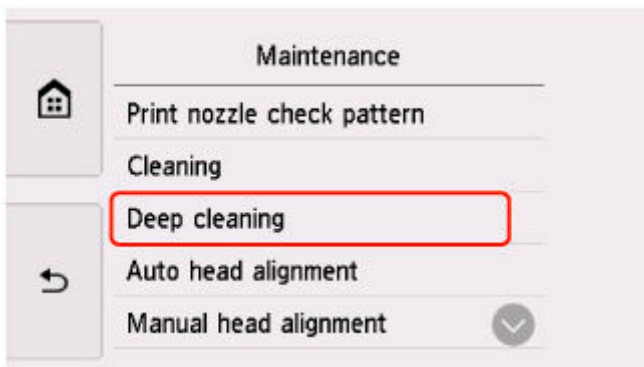 Maintenance
Print nozzle check pattern
Cleaning
Deep cleaning
Auto head alignment
Manual head alignment